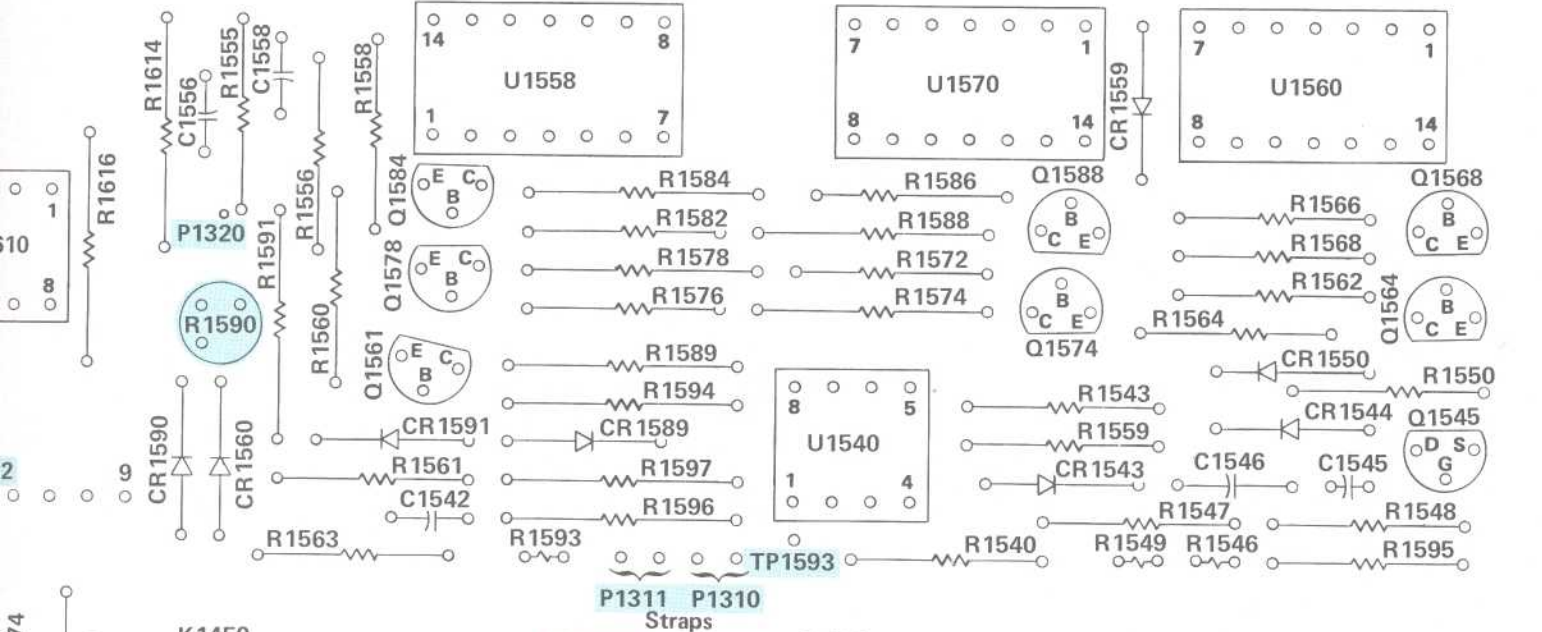 R1614
C1556
R1555
C1558
R1558
14
8
U1558
1
7
7
1
U1570
8
14
CR1559
7
1
U1560
8
14
R1616
1
8
R1556
P1320
R1591
R1590
R1560
Q1584
E C
B
R1584
R1586
Q1588
B
C E
Q1568
B
C E
R1582
R1588
R1566
Q1578
E C
B
R1578
R1572
R1568
R1576
R1574
R1562
Q1574
B
C E
Q1564
B
C E
R1564
Q1561
E C
B
R1589
R1594
CR1550
R1550
8
5
U1540
1
4
R1543
CR1544
Q1545
D S
G
CR1591
CR1589
R1559
CR1590
CR1560
2
9
R1561
R1597
CR1543
C1546
C1545
C1542
R1596
R1547
R1548
R1563
R1593
TP1593
R1540
R1549
R1546
R1595
P1311
P1310
Straps
74